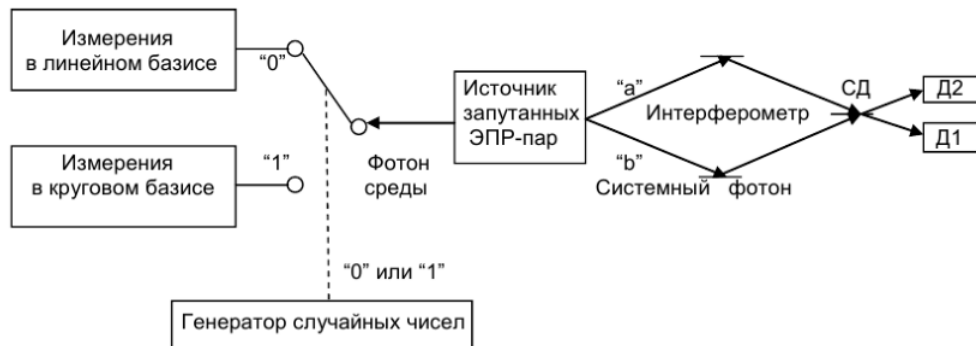 Измерения
в линейном базисе
“0”
Источник
запутанных
ЭПР-пар
“a”
Интерферометр
СД
Д2
Д1
Измерения
в круговом базисе
“1”
Фотон
среды
“b”
Системный фотон
“0” или “1”
Генератор случайных чисел